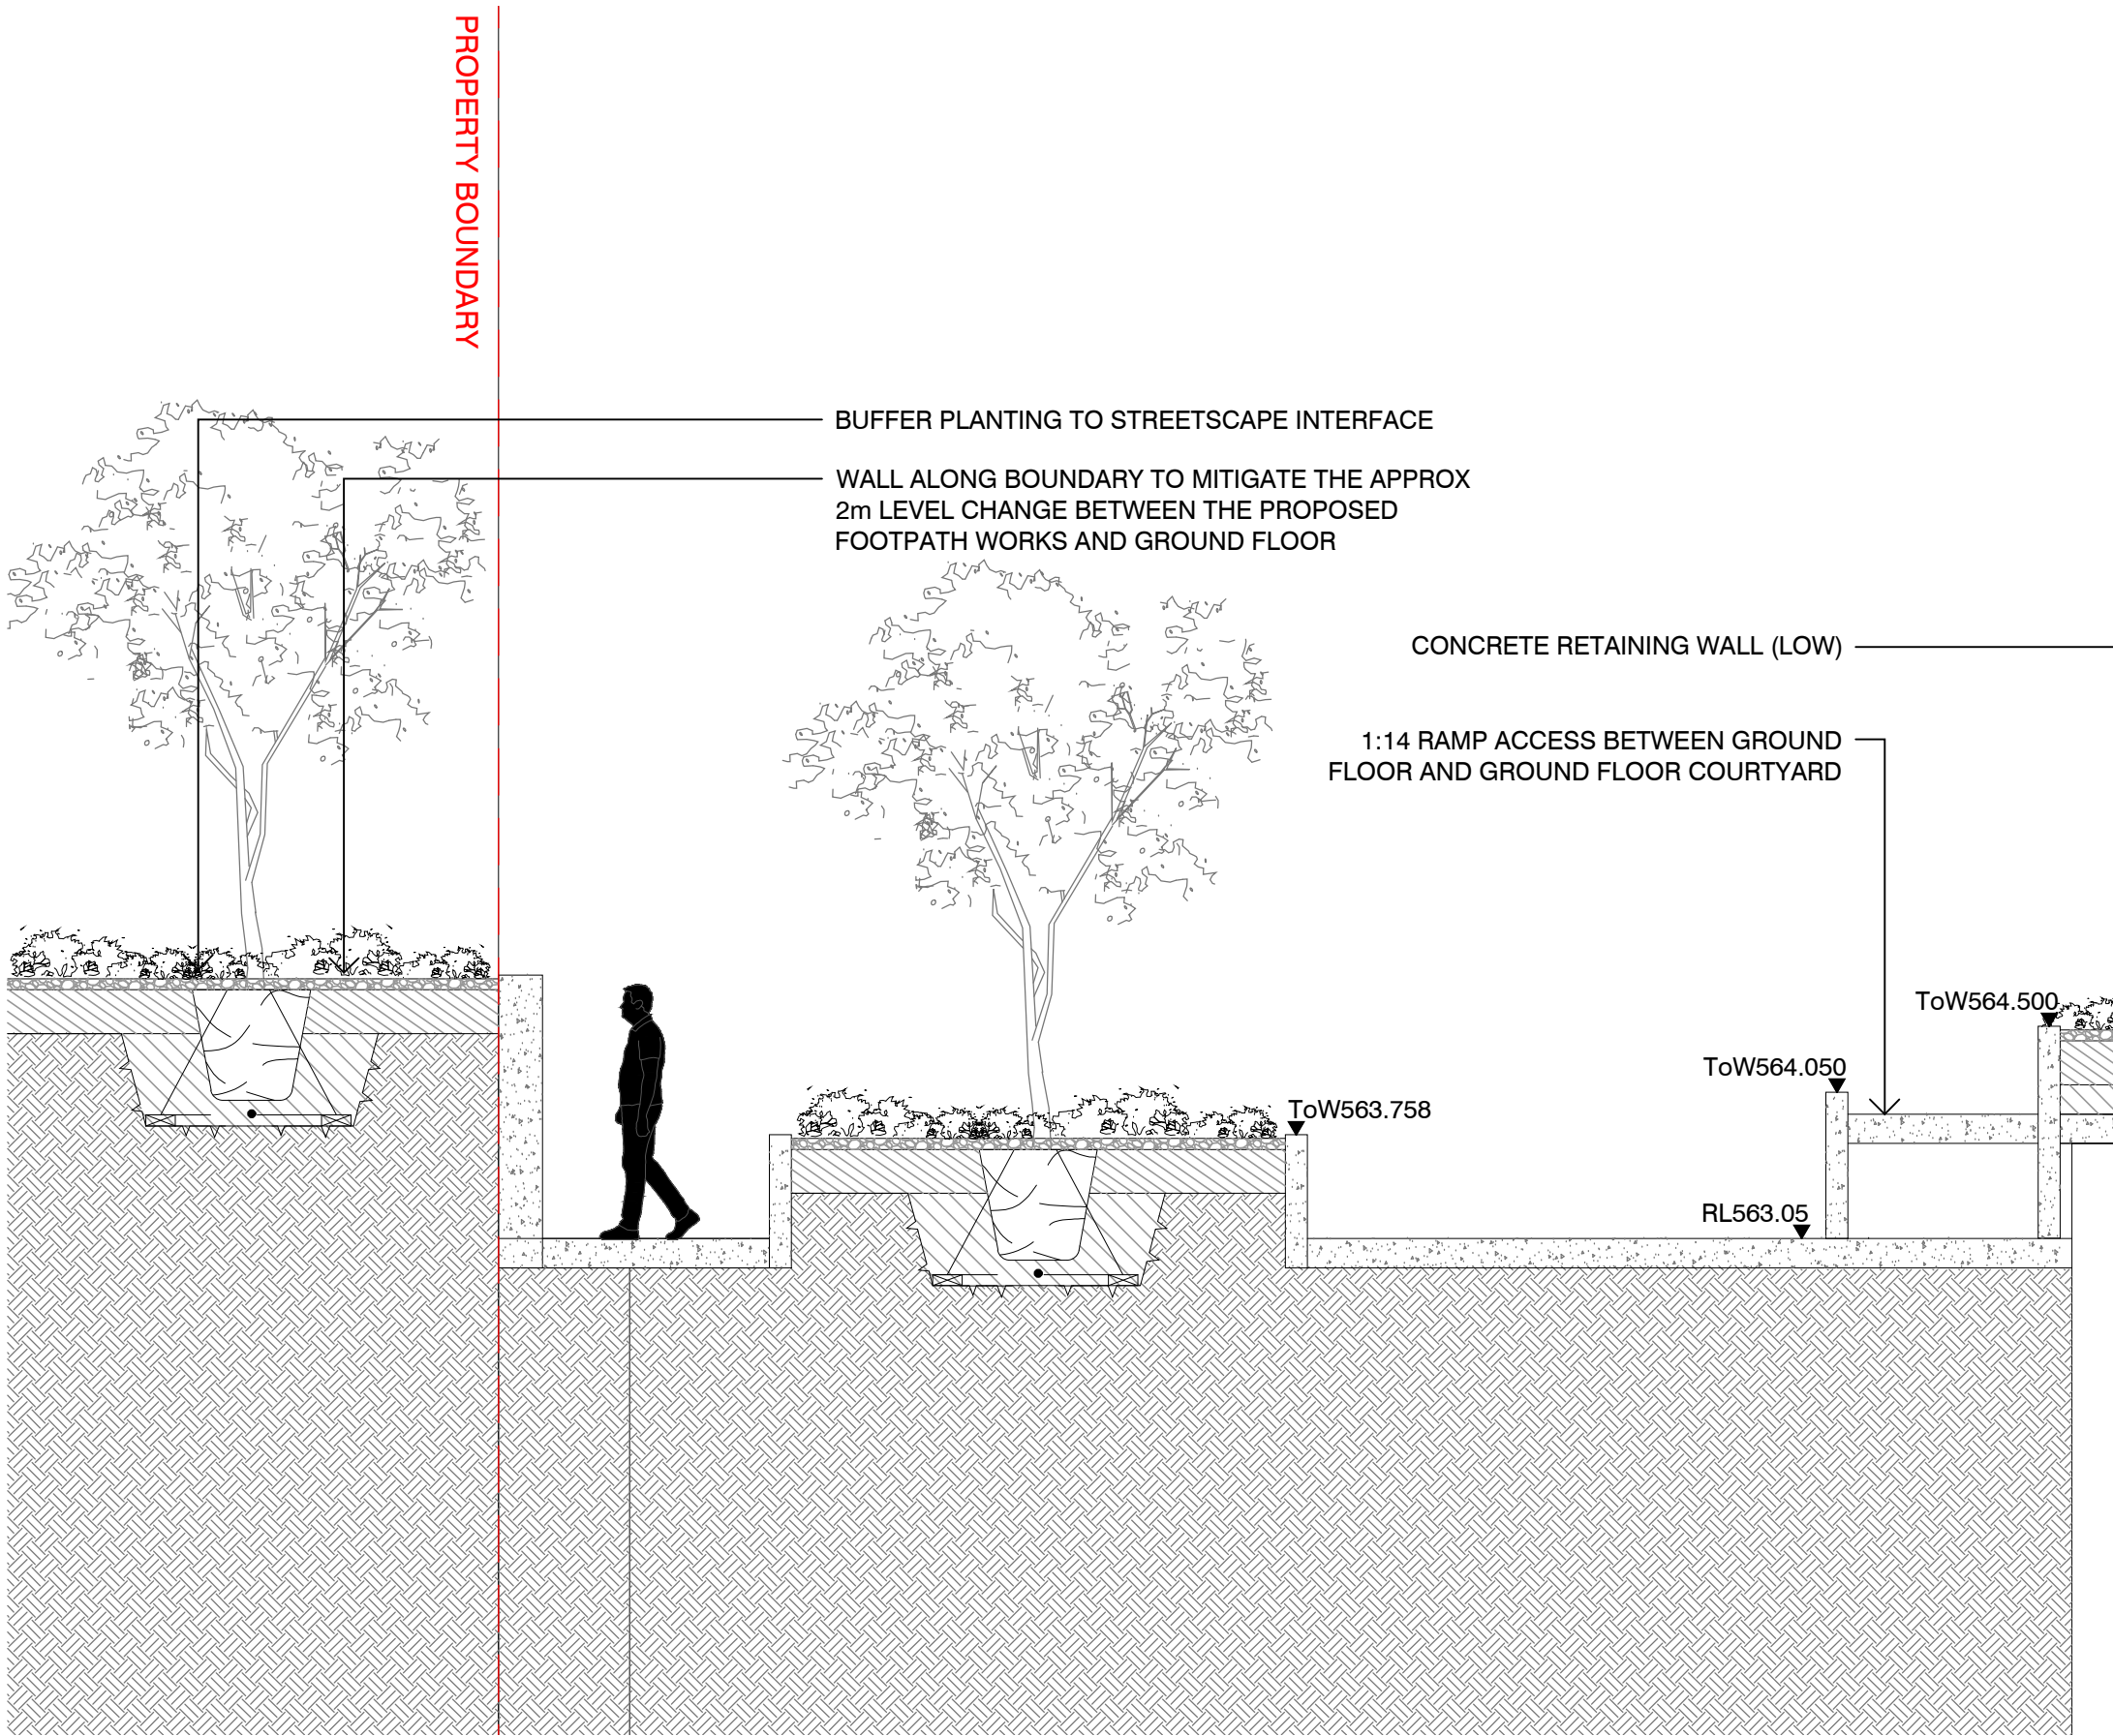 PROPERTY BOUNDARY
BUFFER PLANTING TO STREETSCAPE INTERFACE
WALL ALONG BOUNDARY TO MITIGATE THE APPROX
2m LEVEL CHANGE BETWEEN THE PROPOSED
FOOTPATH WORKS AND GROUND FLOOR
CONCRETE RETAINING WALL (LOW)
1:14 RAMP ACCESS BETWEEN GROUND
FLOOR AND GROUND FLOOR COURTYARD
ToW564.500
ToW564.050
ToW563.758
RL563.05